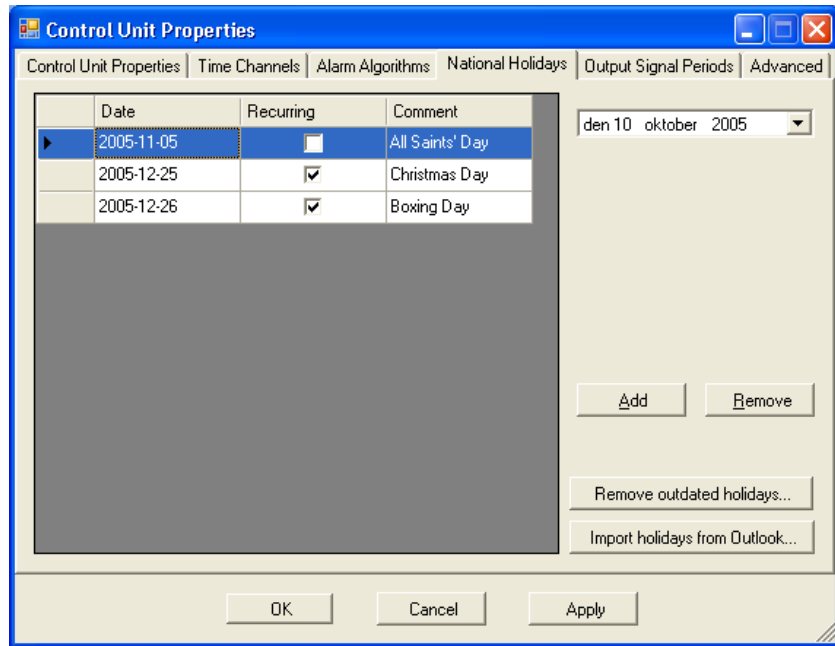 Control Unit Properties
Control Unit Properties Time Channels Alarm Algorithms National Holidays Output Signal Periods Advanced
Date Recurring Comment
den 10 oktober 2005
2005-11-05 All Saints' Day
2005-12-25 Christmas Day
2005-12-26 Boxing Day
Add Remove
Remove outdated holidays...
Import holidays from Outlook...
OK Cancel Apply